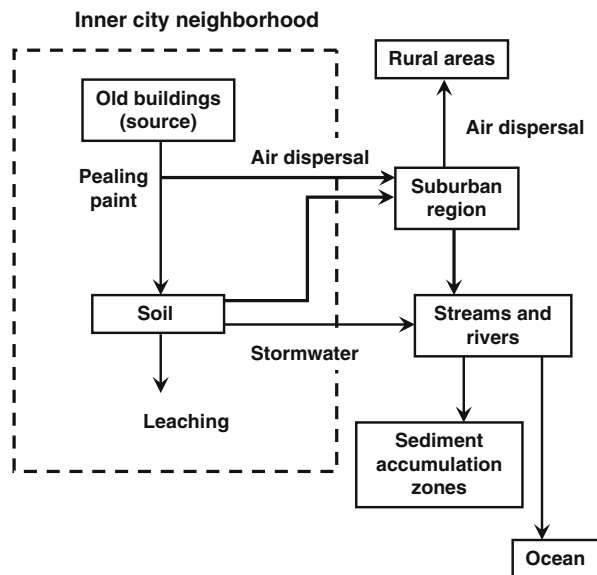 Inner city neighborhood
Old buildings
(source)
Rural areas
Air dispersal
Air dispersal
Pealing
paint
Suburban
region
Soil
Streams and
rivers
Stormwater
Leaching
Sediment
accumulation
zones
Ocean